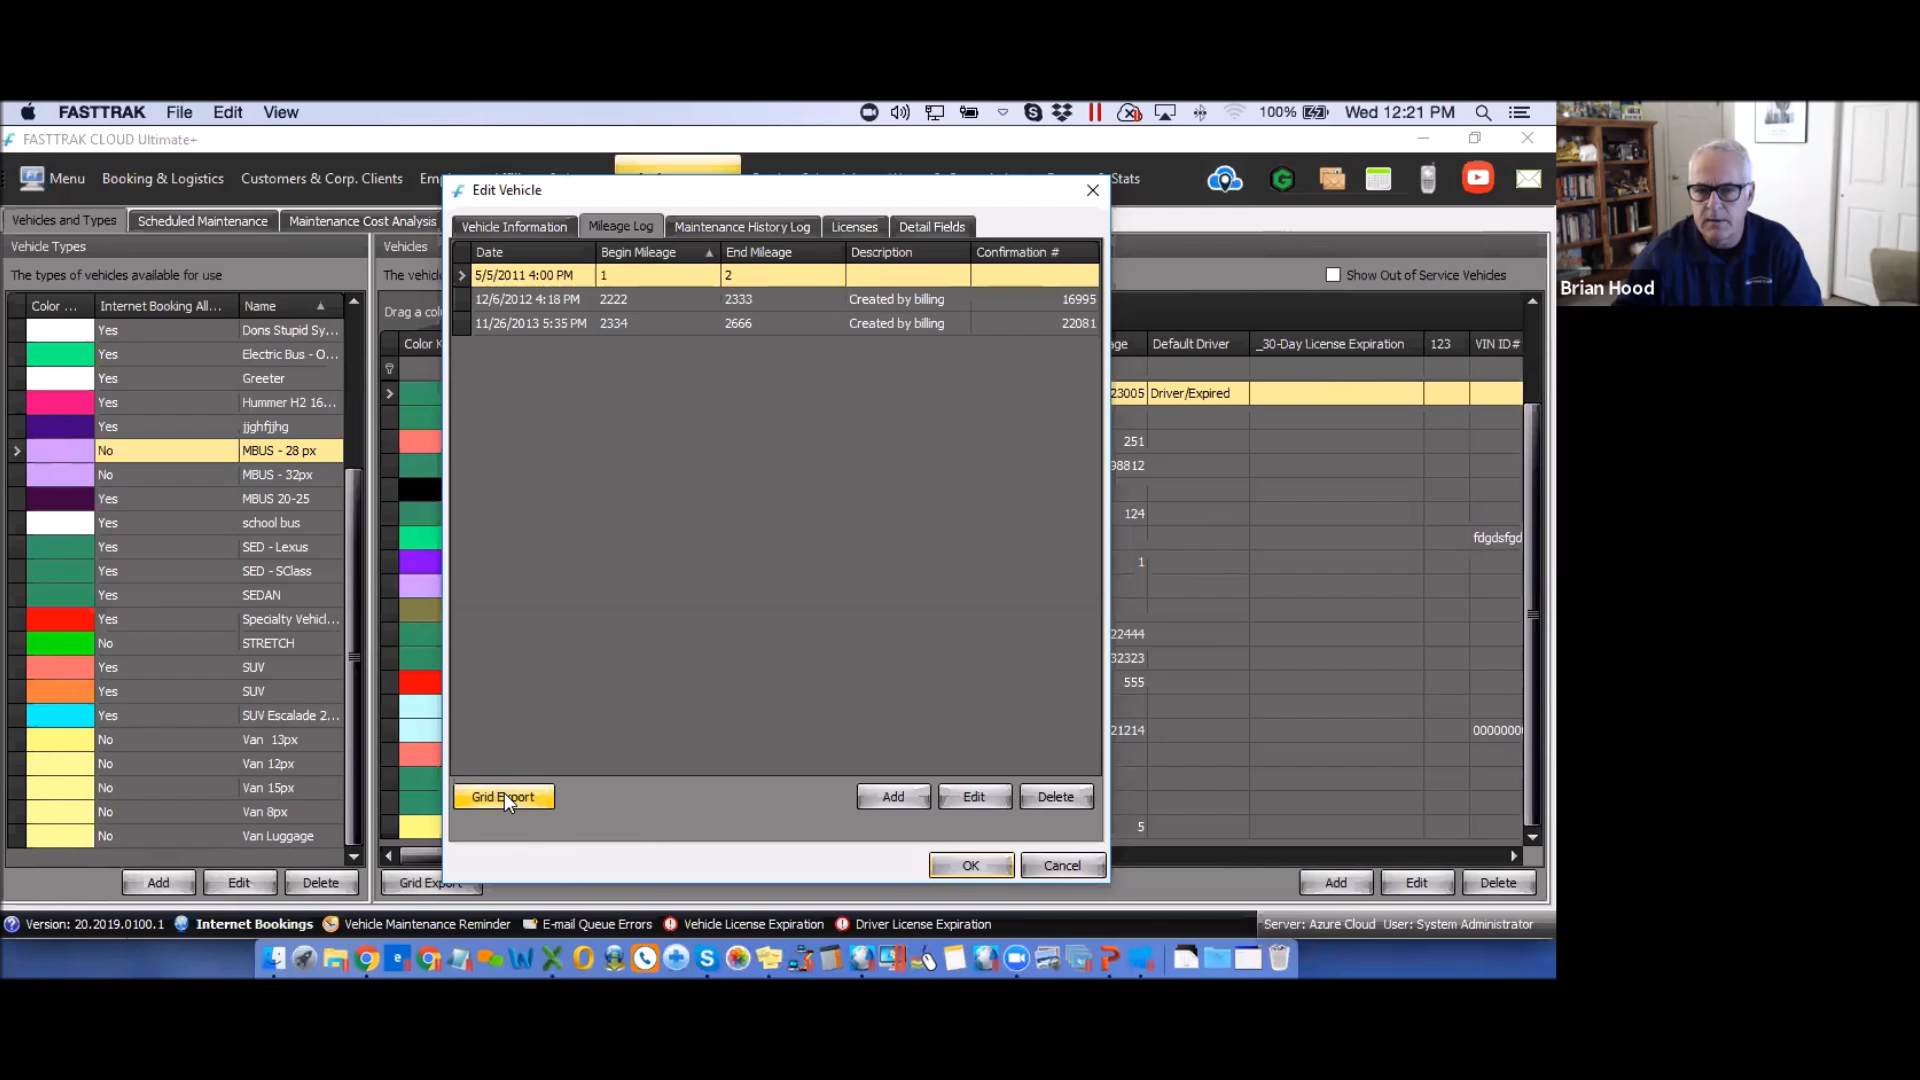 FASTTRAK File Edit View 100% Wed 12:21 PM
FASTTRAK CLOUD Ultimate+
Menu Booking & Logistics Customers & Corp. Clients Stats
Edit Vehicle
Vehicles and Types Scheduled Maintenance Maintenance Cost Analysis
Vehicle Information Mileage Log Maintenance History Log Licenses Detail Fields
Vehicle Types Vehicles
Date Begin Mileage End Mileage Description Confirmation #
The types of vehicles available for use
5/5/2011 4:00 PM 1 2
Show Out of Service Vehicles
12/6/2012 4:18 PM 2222 2333 Created by billing 16995
11/26/2013 5:35 PM 2334 2666 Created by billing 22081
Brian Hood
Color ... Internet Booking All... Name
Drag a colu
Yes Dons Stupid Sy...
Default Driver _30-Day License Expiration 123 VIN ID#
Yes Electric Bus - O...
Yes Greeter
23005 Driver/Expired
Yes Hummer H2 16...
Yes jjghfjjhg
251
No MBUS - 28 px
98812
No MBUS - 32px
Yes MBUS 20-25
124
Yes school bus
fdgdsfgd
Yes SED - Lexus
1
Yes SED - SClass
Yes SEDAN
Yes Specialty Vehicl...
22444
No STRETCH
32323
Yes SUV
555
Yes SUV
Yes SUV Escalade 2...
21214 0000000
No Van 13px
No Van 12px
No Van 15px
No Van 8px
5
No Van Luggage
Grid Export Add Edit Delete
OK Cancel
Add Edit Delete Grid Export Add Edit Delete
Version: 20.2019.0100.1 Internet Bookings Vehicle Maintenance Reminder E-mail Queue Errors Vehicle License Expiration Driver License Expiration Server: Azure Cloud User: System Administrator